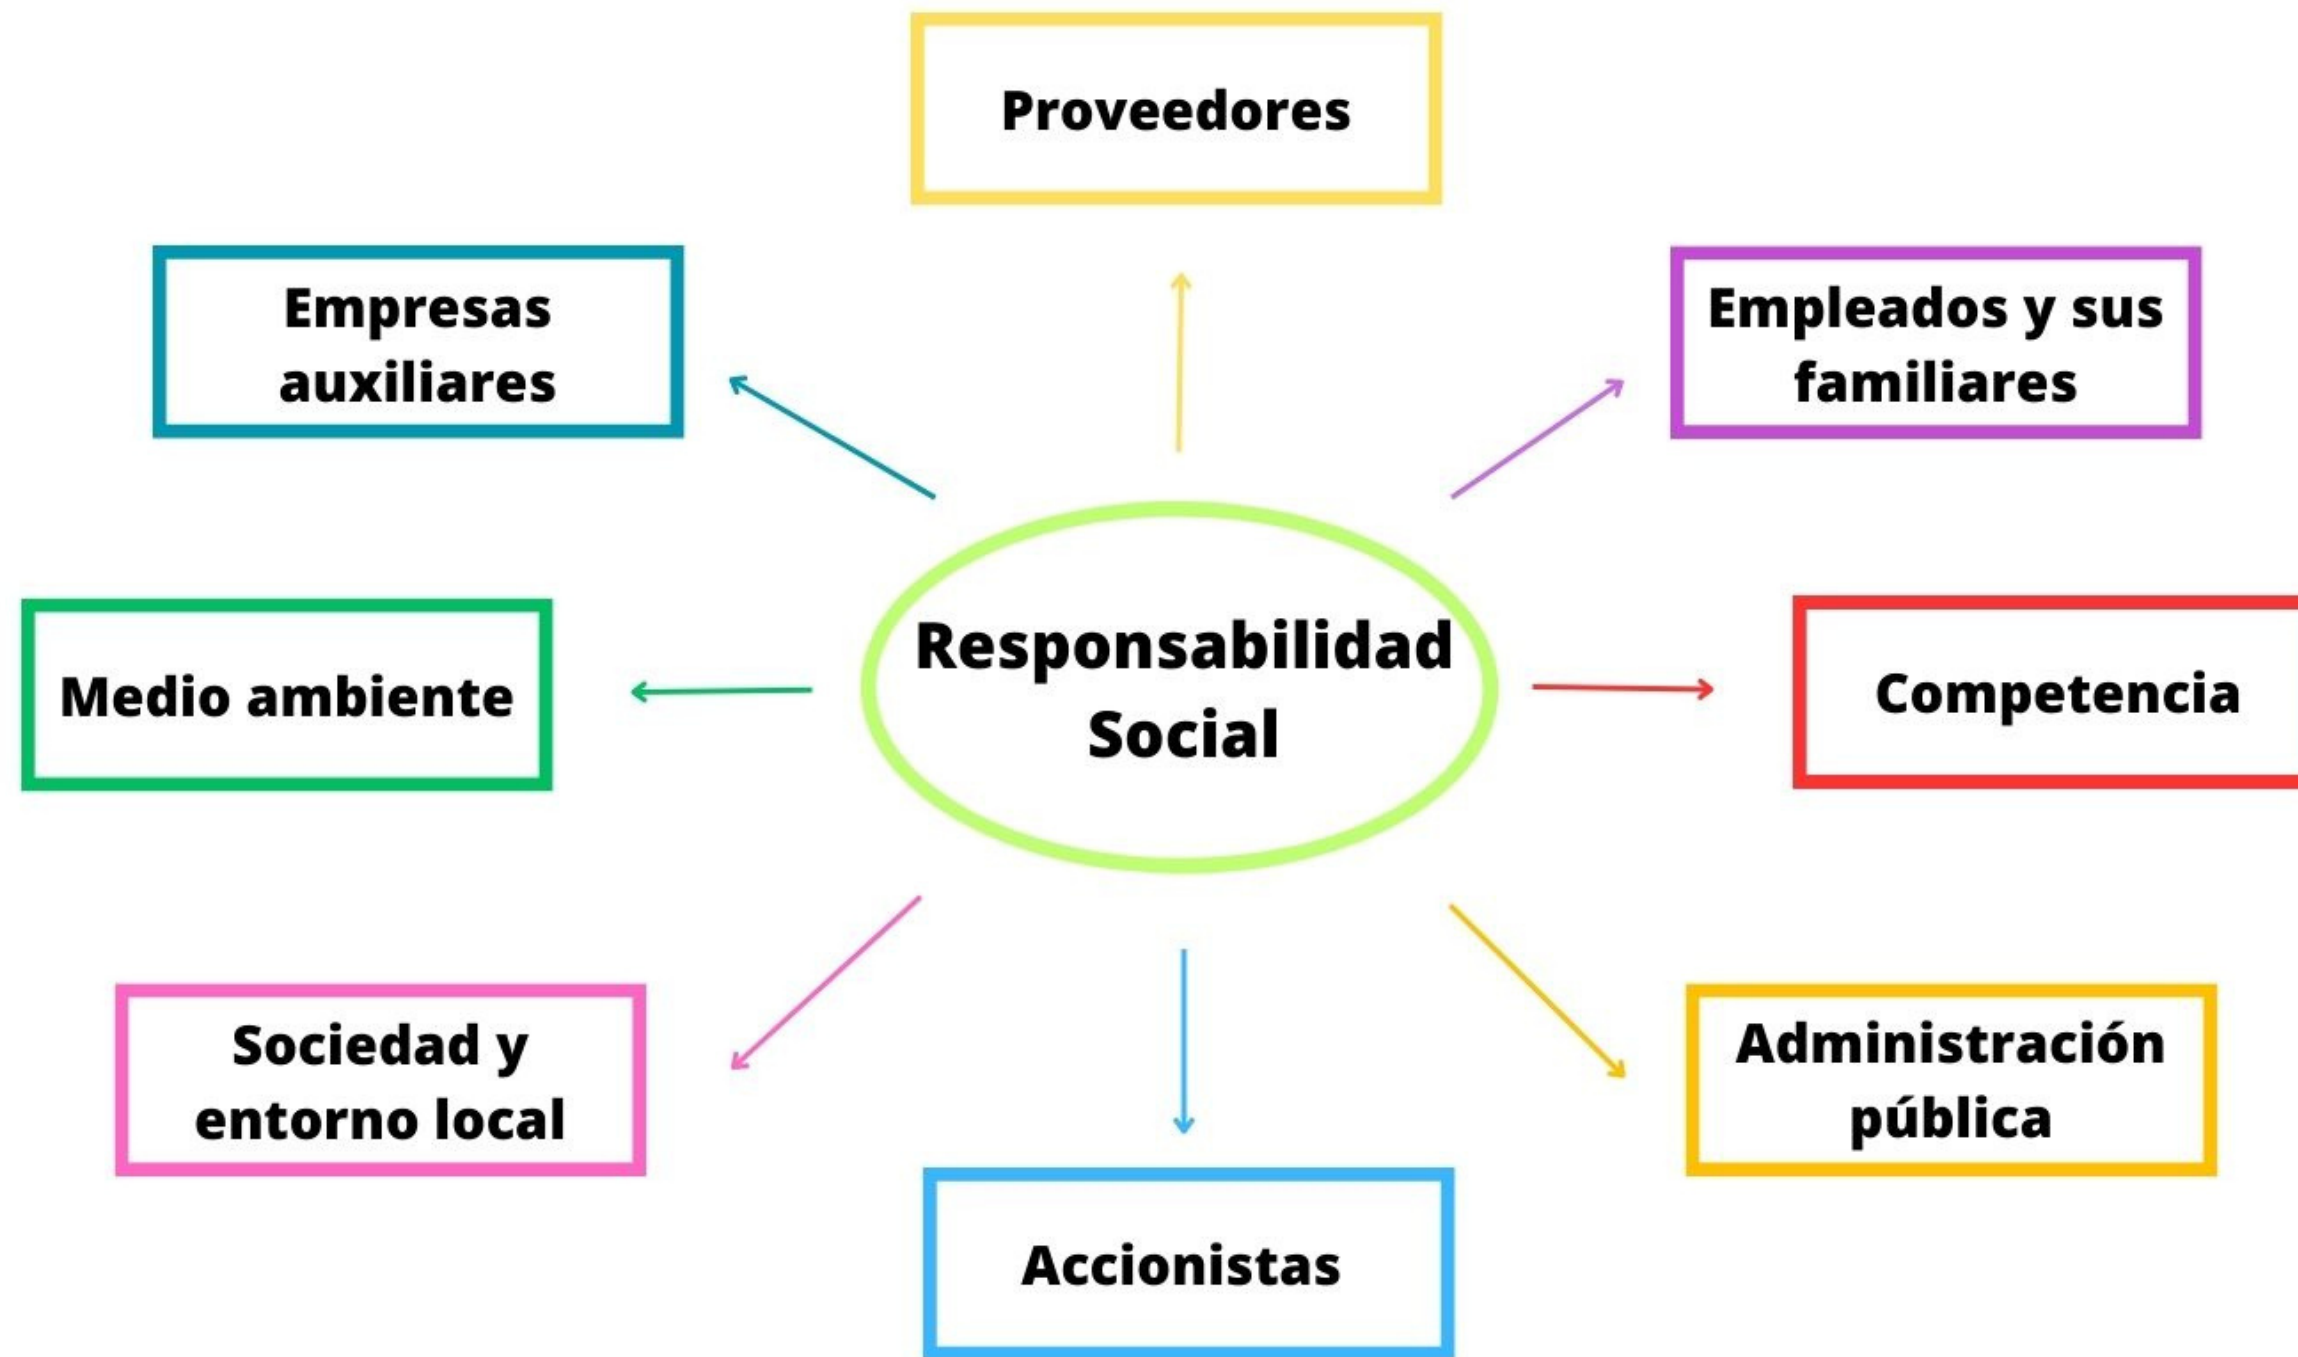 Proveedores
Empresas
auxiliares
Empleados y sus
familiares
Responsabilidad
Social
Medio ambiente
Competencia
Sociedad y
entorno local
Administración
pública
Accionistas